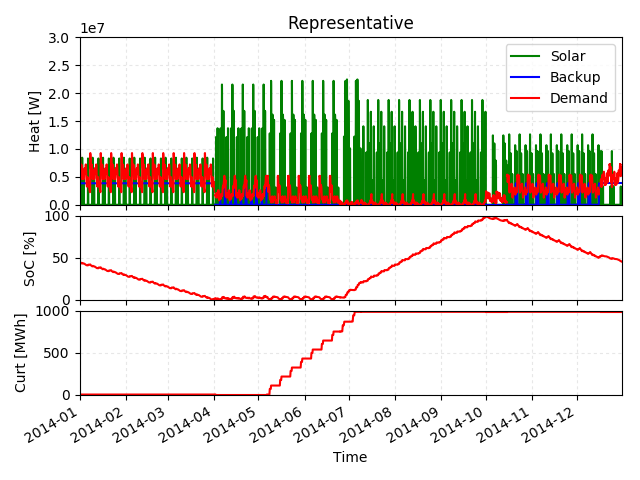 Representative
1e7
Heat [W]
3.0
2.5
2.0
1.5
1.0
0.5
0.0
Solar
Backup
Demand
SoC [%]
100
50
0
Curt [MWh]
1000
500
0
2014-01
2014-02
2014-03
2014-04
2014-05
2014-06
2014-07
2014-08
2014-09
2014-10
2014-11
2014-12
Time